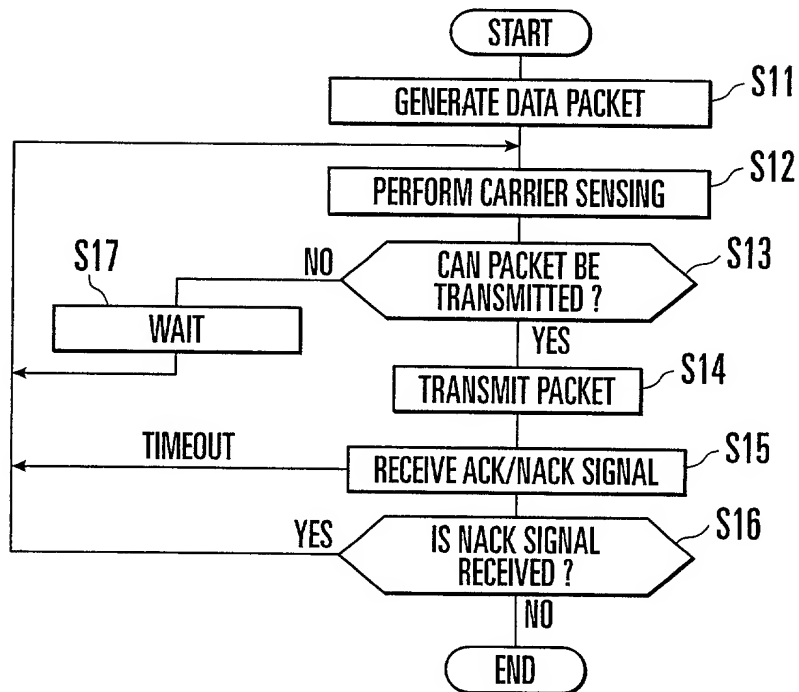 START
S11
GENERATE DATA PACKET
S12
PERFORM CARRIER SENSING
S13
NO
CAN PACKET BE
TRANSMITTED ?
S17
WAIT
YES
S14
TRANSMIT PACKET
TIMEOUT
S15
RECEIVE ACK/NACK SIGNAL
S16
YES
IS NACK SIGNAL
RECEIVED ?
NO
END